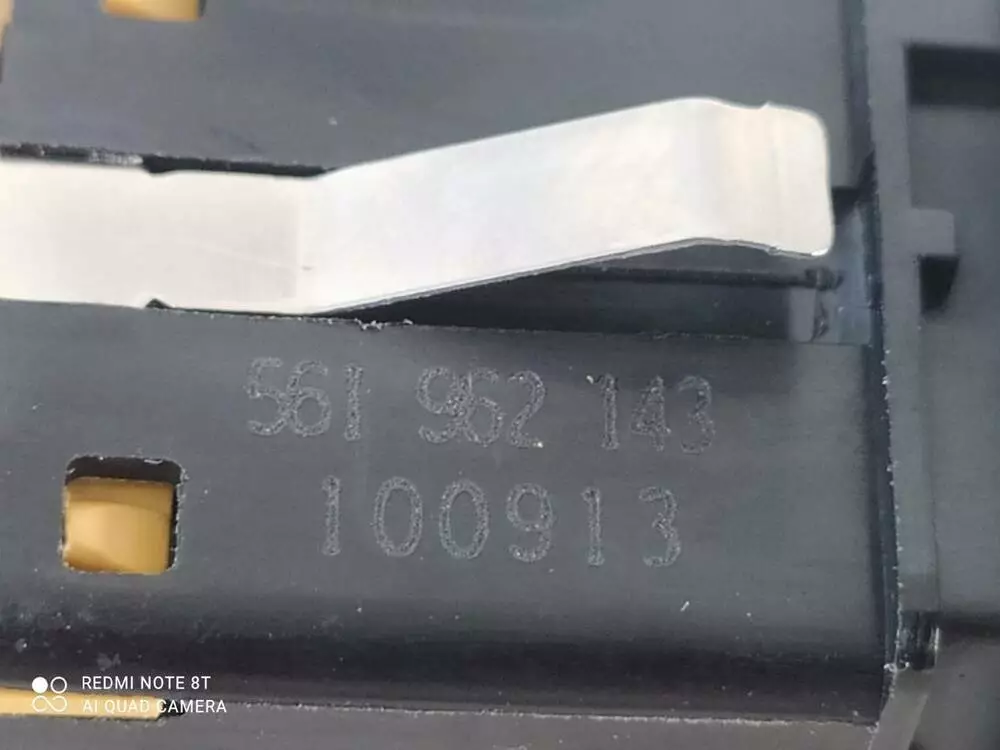 561 962 143
100913
REDMI NOTE 8T
AI QUAD CAMERA